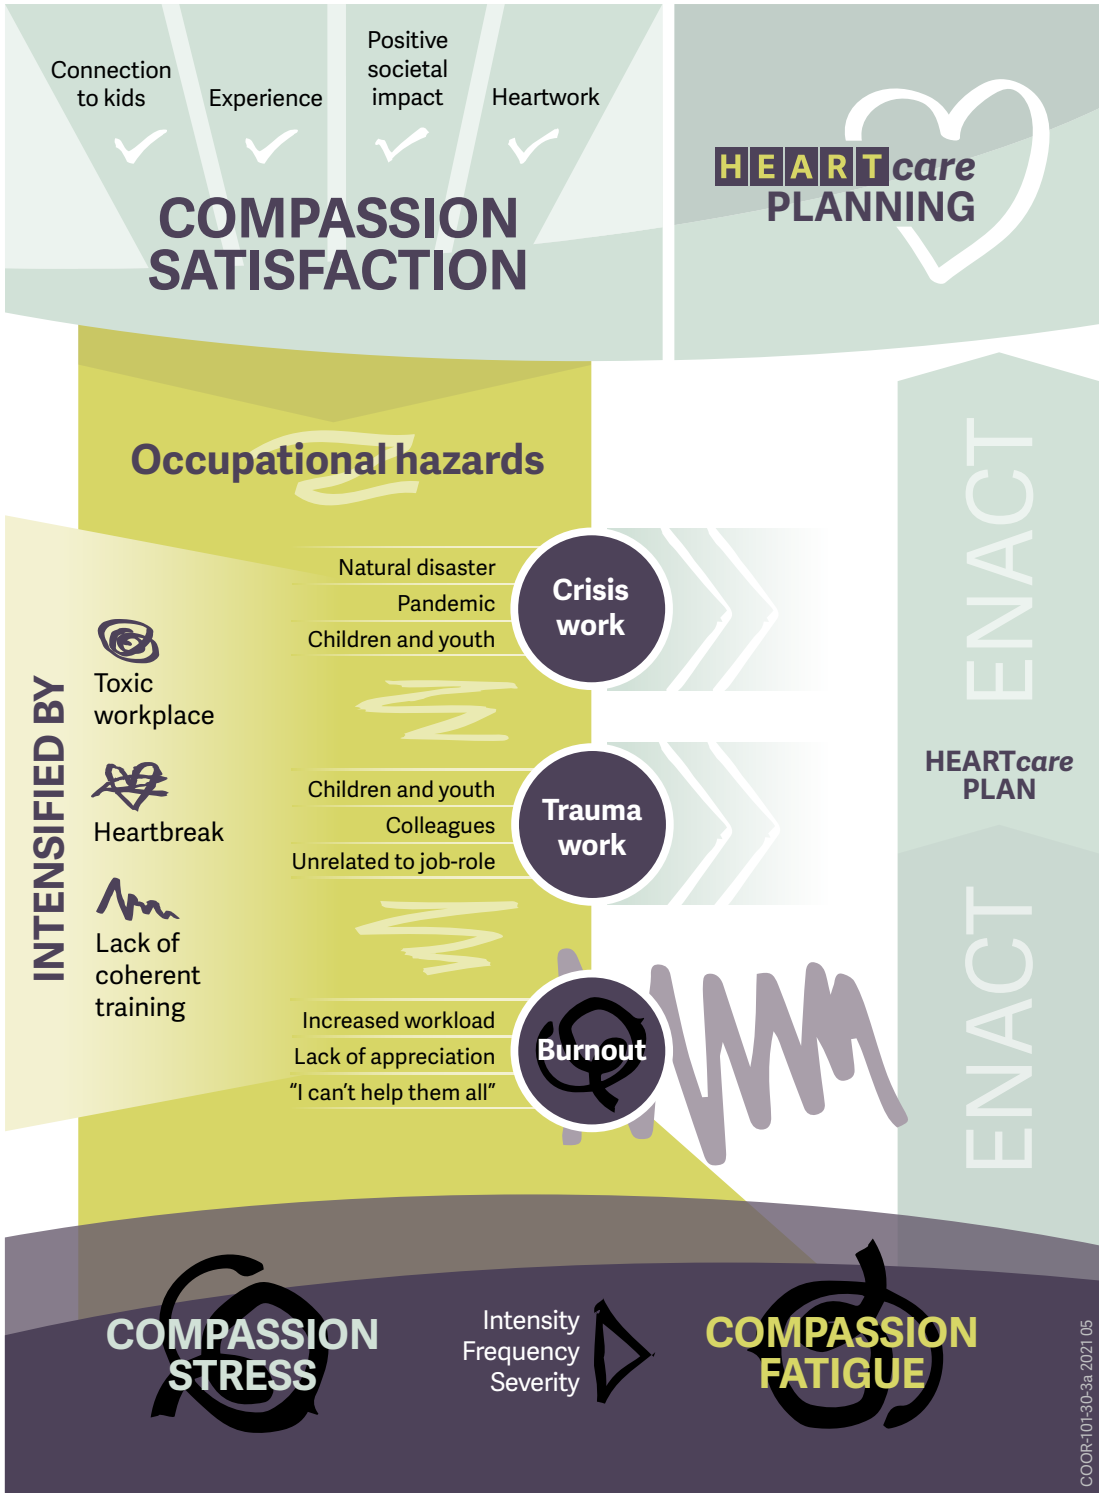 Connection
to kids
Experience
Positive
societal
impact
Heartwork
COMPASSION
SATISFACTION
HEARTcare
PLANNING
Occupational hazards
INTENSIFIED BY
Toxic
workplace
Heartbreak
Lack of
coherent
training
Natural disaster
Pandemic
Children and youth
Crisis
work
Children and youth
Colleagues
Unrelated to job-role
Trauma
work
Increased workload
Lack of appreciation
“I can’t help them all”
Burnout
ENACT
HEARTcare
PLAN
ENACT
COMPASSION
STRESS
Intensity
Frequency
Severity
COMPASSION
FATIGUE
COOR-101-30-3a 2021 05